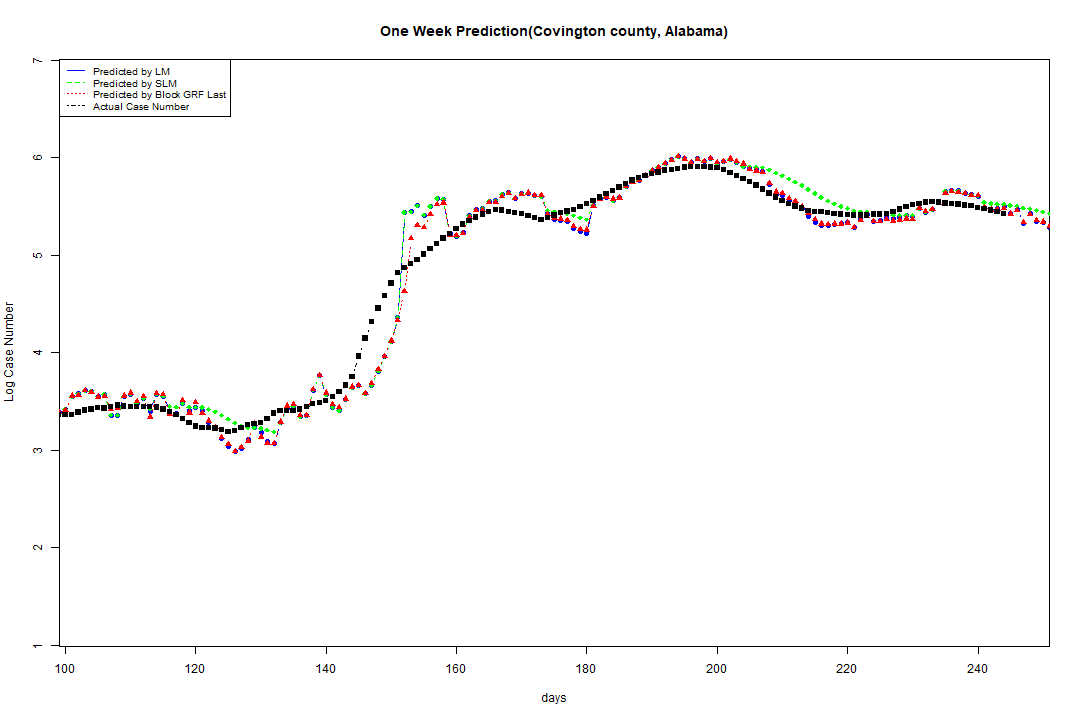 One Week Prediction(Covington county, Alabama)
Predicted by LM
Predicted by SLM
Predicted by Block GRF Last
Actual Case Number
7
6
5
4
3
2
1
Log Case Number
100 120 140 160 180 200 220 240
days